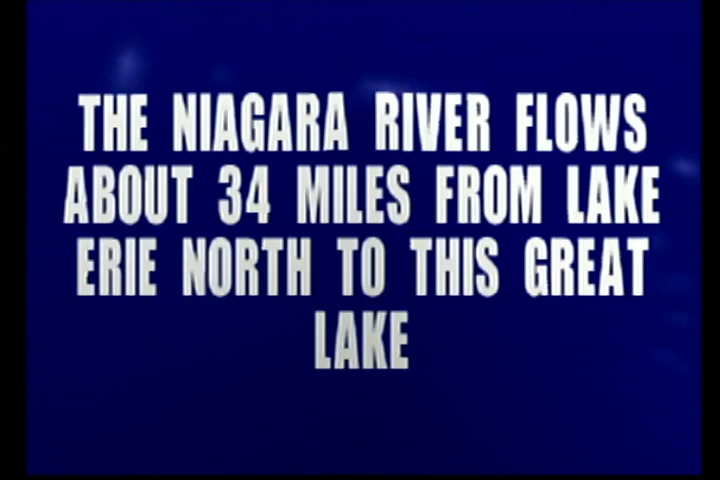 THE NIAGARA RIVER FLOWS
ABOUT 34 MILES FROM LAKE
ERIE NORTH TO THIS GREAT
LAKE